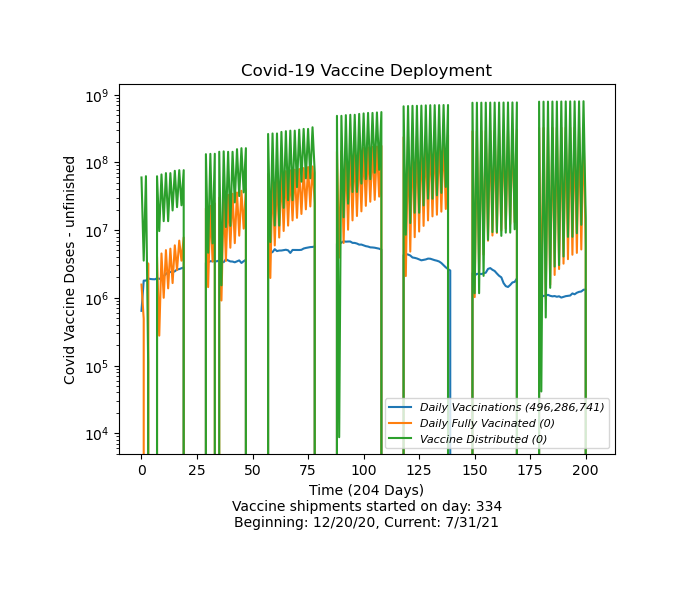 Covid-19 Vaccine Deployment
Covid Vaccine Doses - unfinished
10⁹
10⁸
10⁷
10⁶
10⁵
10⁴
0 25 50 75 100 125 150 175 200
Daily Vaccinations (496,286,741)
Daily Fully Vacinated (0)
Vaccine Distributed (0)
Time (204 Days)
Vaccine shipments started on day: 334
Beginning: 12/20/20, Current: 7/31/21